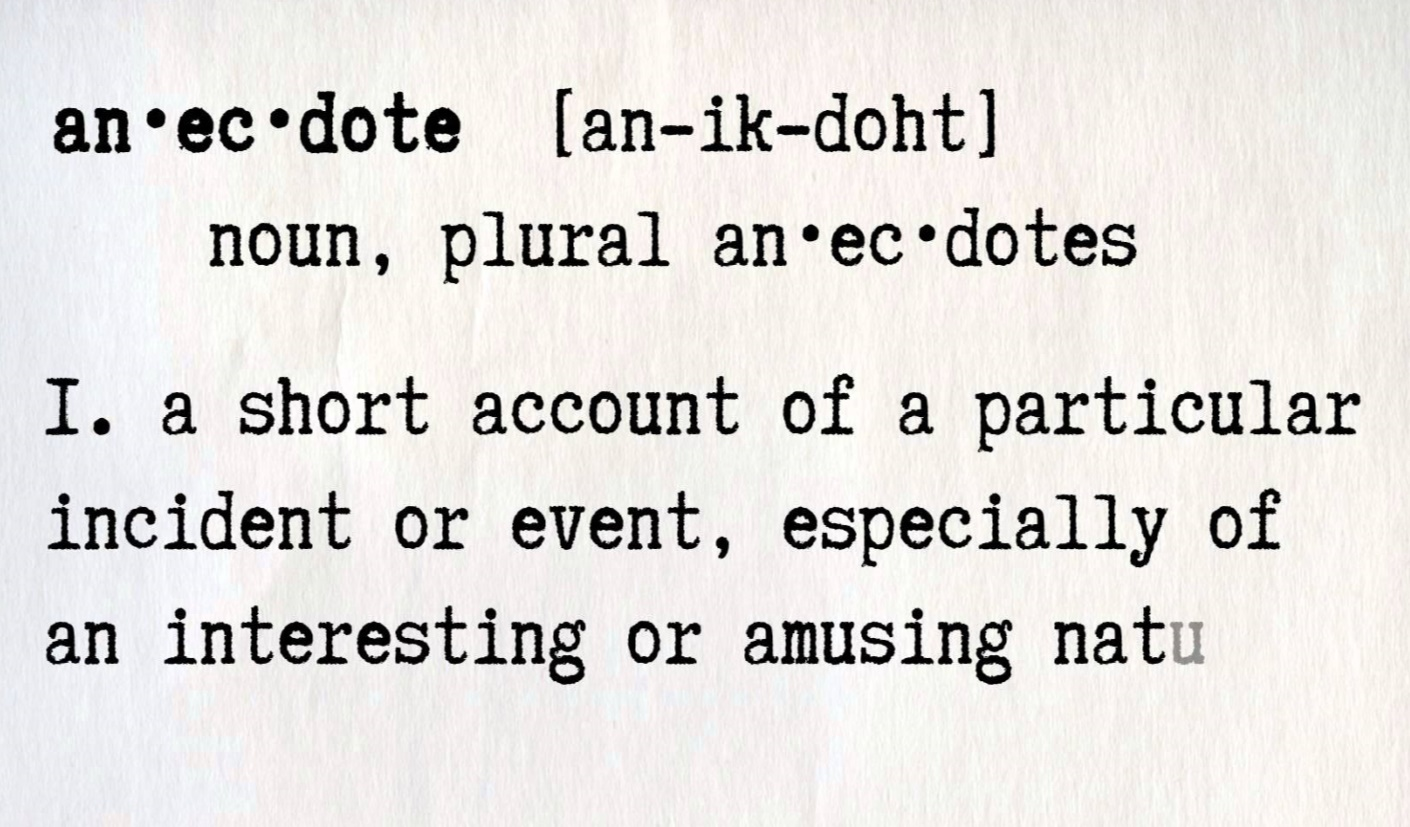 an•ec•dote [an-ik-doht]
noun, plural an•ec•dotes
I. a short account of a particular
incident or event, especially of
an interesting or amusing natu